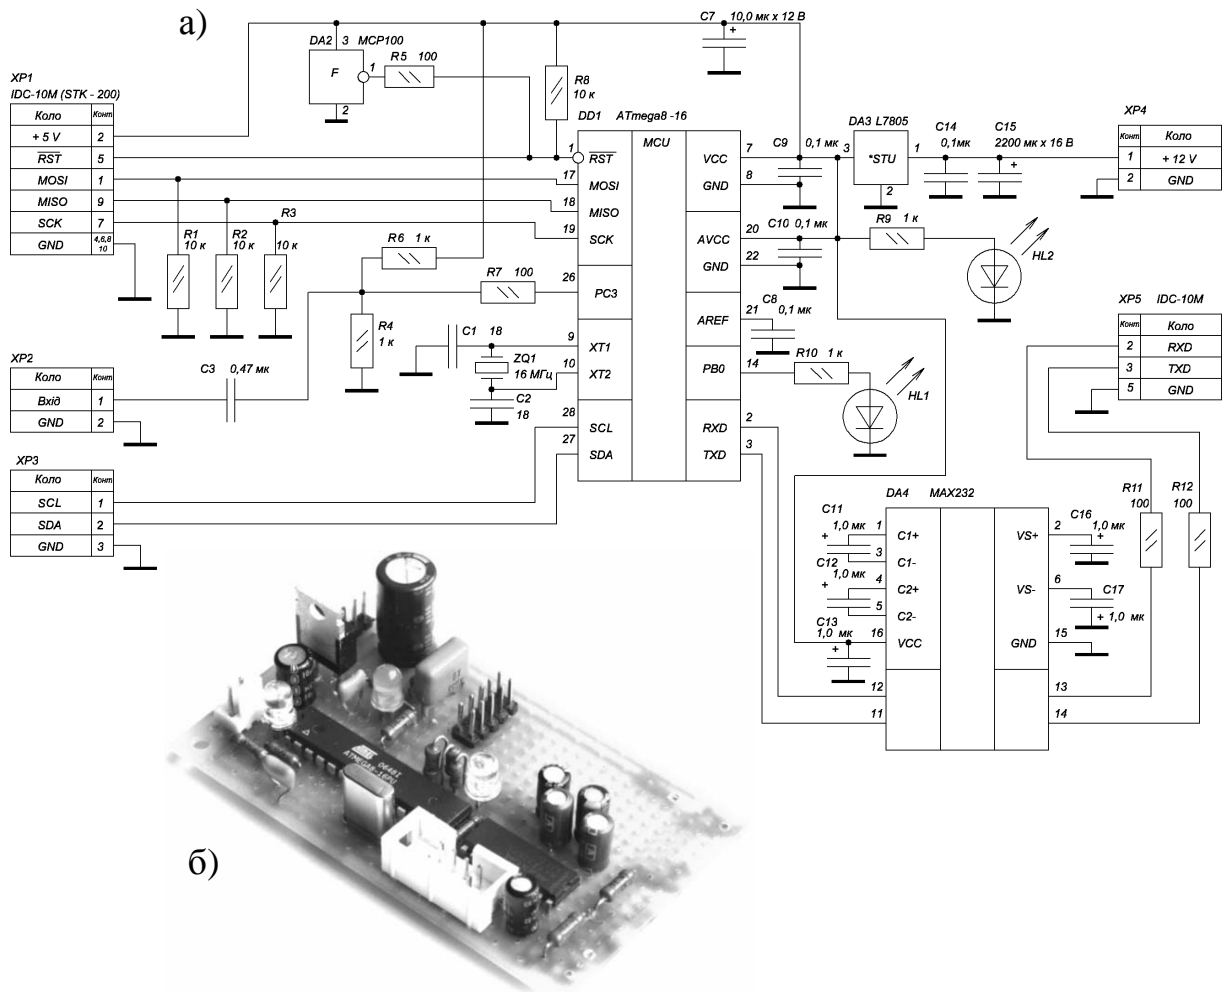 а)
C7 10,0 мк x 12 В
+
DA2 3 MCP100
F
1
2
R5 100
R8
10 к
XP1
IDC-10M (STK - 200)
Коло Конт
+ 5 V 2
RST 5
MOSI 1
MISO 9
SCK 7
GND 4,6,8 10
R1
10 к
R2
10 к
R3
10 к
R6 1 к
R7 100
R4
1 к
C3 0,47 мк
C1 18
ZQ1
16 МГц
C2
18
XP2
Коло Конт
Вхід 1
GND 2
XP3
Коло Конт
SCL 1
SDA 2
GND 3
DD1 ATmega8 -16
MCU
1 RST
17 MOSI
18 MISO
19 SCK
26 PC3
9 XT1
10 XT2
28 SCL
27 SDA
VCC 7
GND 8
AVCC 20
GND 22
AREF 21
PB0 14
RXD 2
TXD 3
C9 0,1 мк
C10 0,1 мк
C8
0,1 мк
R10 1 к
HL1
DA3 L7805
3 *STU 1
2
C14
0,1мк
C15
2200 мк x 16 В
+
R9 1 к
HL2
XP4
Конт Коло
1 + 12 V
2 GND
XP5 IDC-10M
Конт Коло
2 RXD
3 TXD
5 GND
R11
100
R12
100
DA4 MAX232
C11
1,0 мк
+
C12
1,0 мк
+
C13
1,0 мк
+
1 C1+
3 C1-
4 C2+
5 C2-
16 VCC
12
11
VS+ 2
VS- 6
GND 15
13
14
C16
1,0 мк
+
C17
+ 1,0 мк
ATMEGA8-16PU
0648I
б)